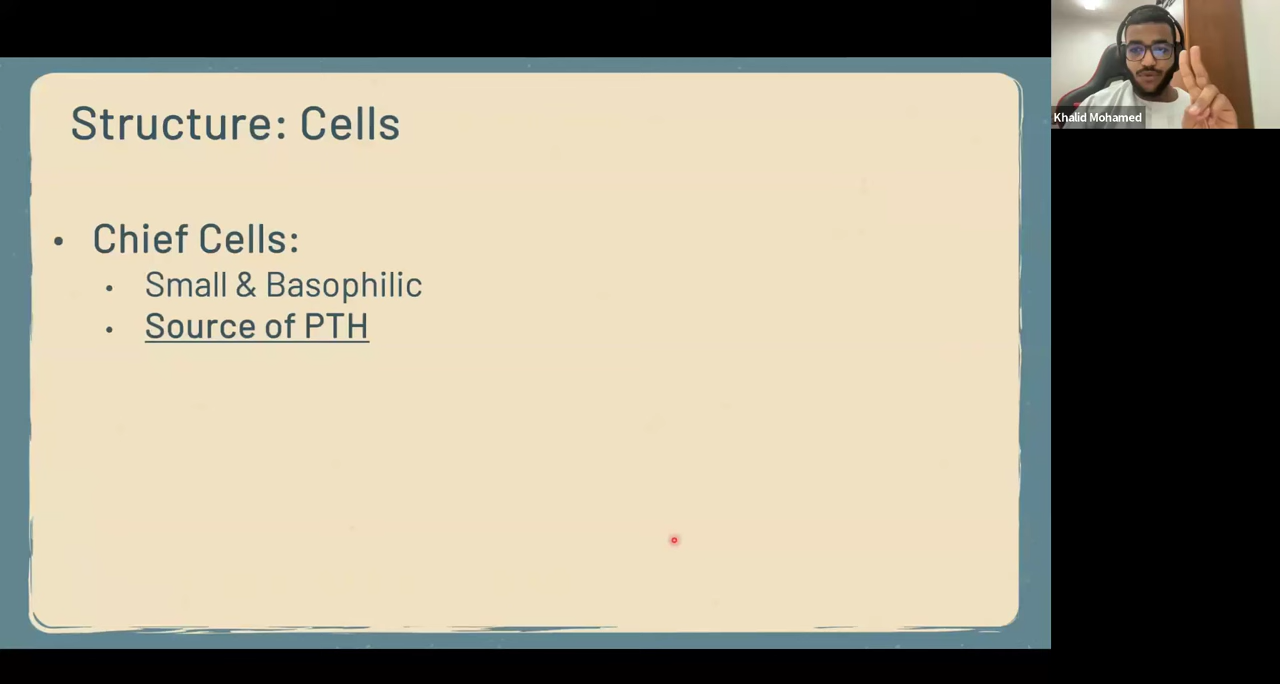 Structure: Cells
• Chief Cells:
• Small & Basophilic
• Source of PTH
Khalid Mohamed